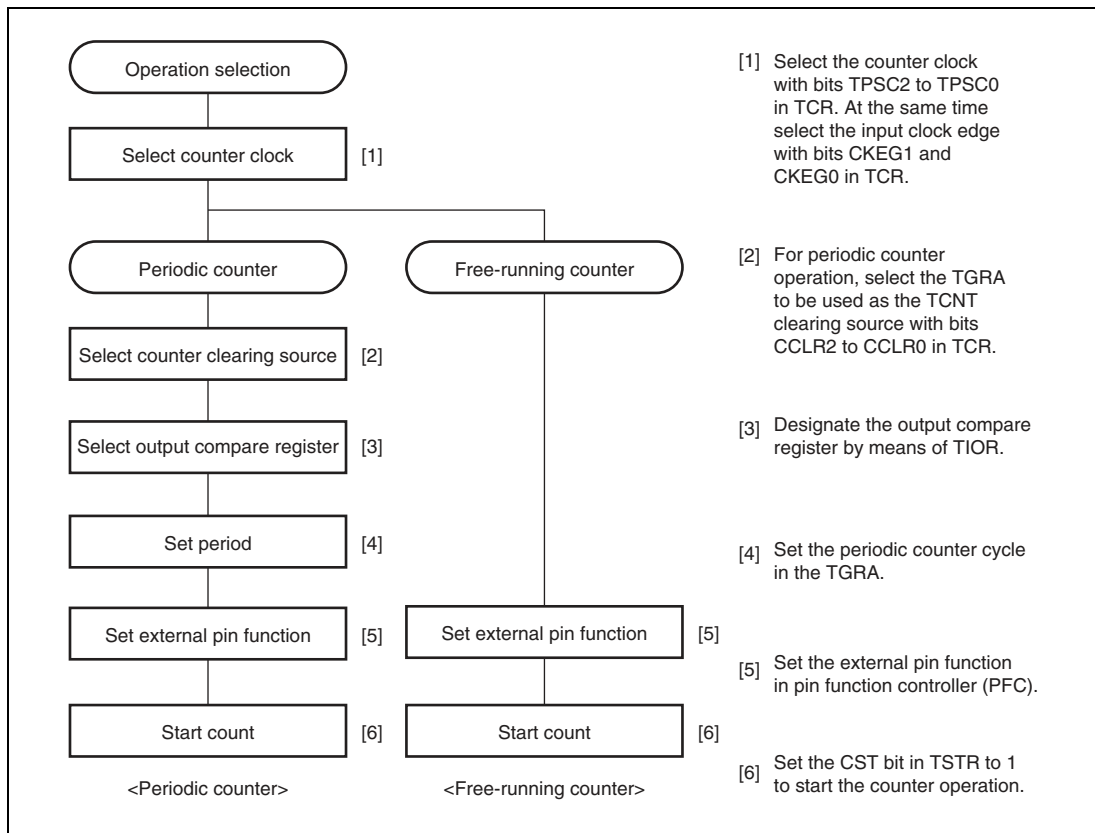 Operation selection
Select counter clock
[1]
Periodic counter
Free-running counter
Select counter clearing source
[2]
Select output compare register
[3]
Set period
[4]
Set external pin function
[5]
Set external pin function
[5]
Start count
[6]
Start count
[6]
<Periodic counter>
<Free-running counter>
[1] Select the counter clock
with bits TPSC2 to TPSC0
in TCR. At the same time
select the input clock edge
with bits CKEG1 and
CKEG0 in TCR.
[2] For periodic counter
operation, select the TGRA
to be used as the TCNT
clearing source with bits
CCLR2 to CCLR0 in TCR.
[3] Designate the output compare
register by means of TIOR.
[4] Set the periodic counter cycle
in the TGRA.
[5] Set the external pin function
in pin function controller (PFC).
[6] Set the CST bit in TSTR to 1
to start the counter operation.